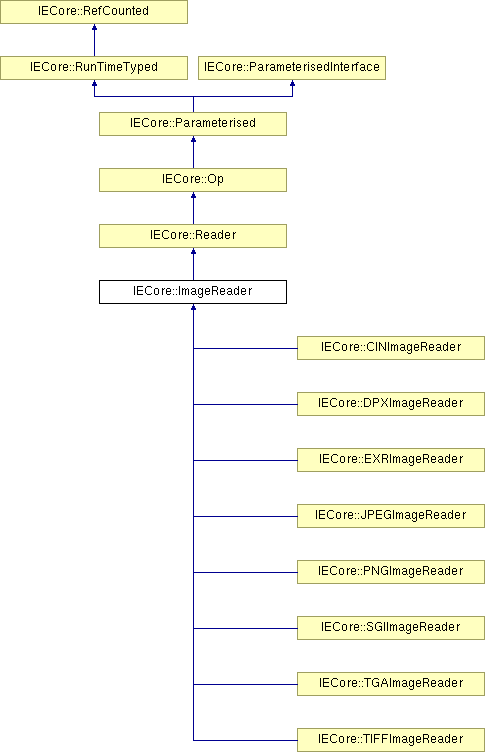 IECore::RefCounted
IECore::RunTimeTyped
IECore::ParameterisedInterface
IECore::Parameterised
IECore::Op
IECore::Reader
IECore::ImageReader
IECore::CINImageReader
IECore::DPXImageReader
IECore::EXRImageReader
IECore::JPEGImageReader
IECore::PNGImageReader
IECore::SGIImageReader
IECore::TGAImageReader
IECore::TIFFImageReader